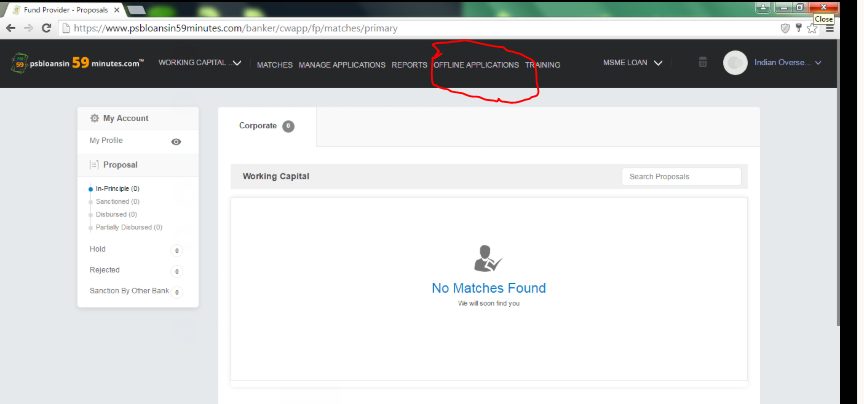 Fund Provider - Proposals
Close
https://www.psbloansin59minutes.com/banker/cwapp/fp/matches/primary
psbloansin 59 minutes.com™ WORKING CAPITAL ... MATCHES MANAGE APPLICATIONS REPORTS OFFLINE APPLICATIONS TRAINING MSME LOAN Indian Overse...
My Account
My Profile
Proposal
In-Principle (0)
Sanctioned (0)
Disbursed (0)
Partially Disbursed (0)
Hold 0
Rejected 0
Sanction By Other Bank 0
Corporate 0
Working Capital Search Proposals
No Matches Found
We will soon find you